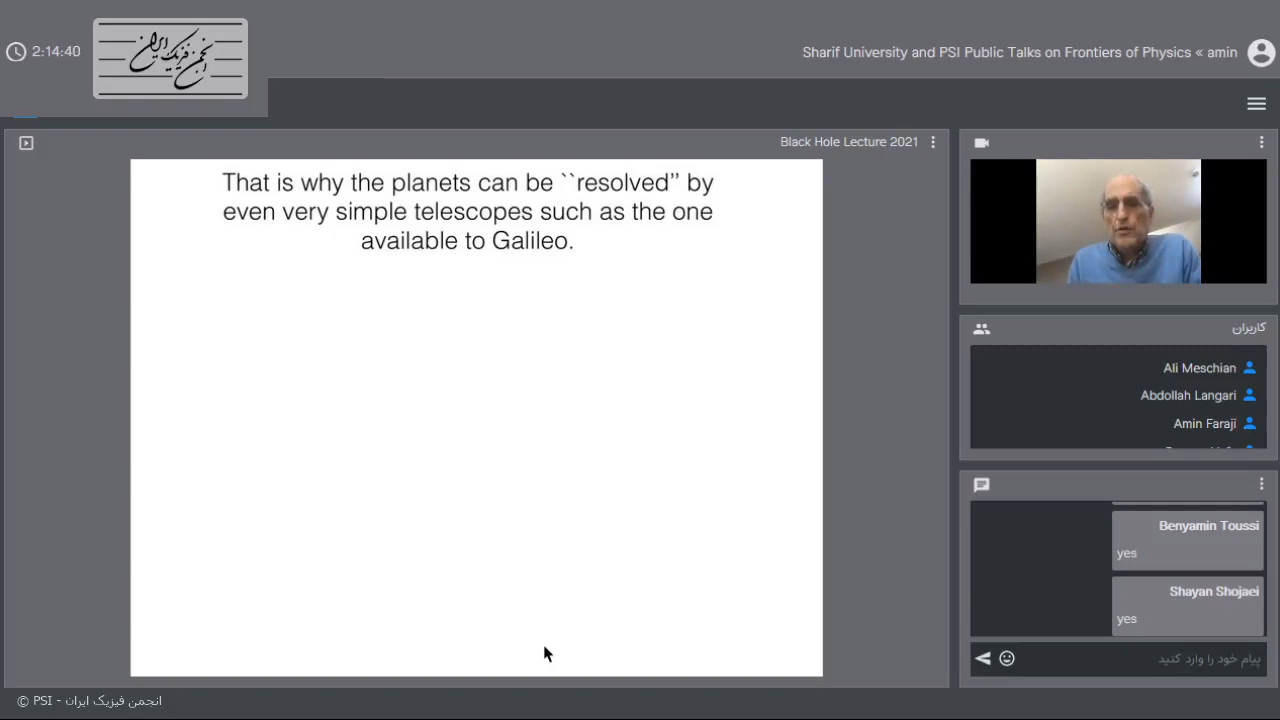 2:14:40
انجمن فیزیک ایران
Sharif University and PSI Public Talks on Frontiers of Physics « amin
Black Hole Lecture 2021
That is why the planets can be ``resolved’’ by
even very simple telescopes such as the one
available to Galileo.
کاربران
Ali Meschian
Abdollah Langari
Amin Faraji
Benyamin Toussi
yes
Shayan Shojaei
yes
پیام خود را وارد کنید
© PSI - انجمن فیزیک ایران